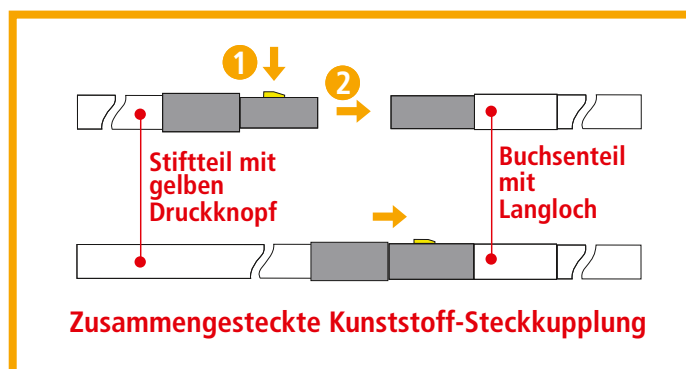 1
2
Stiftteil mit
gelben
Druckknopf
Buchsenteil
mit
Langloch
Zusammengesteckte Kunststoff-Steckkupplung